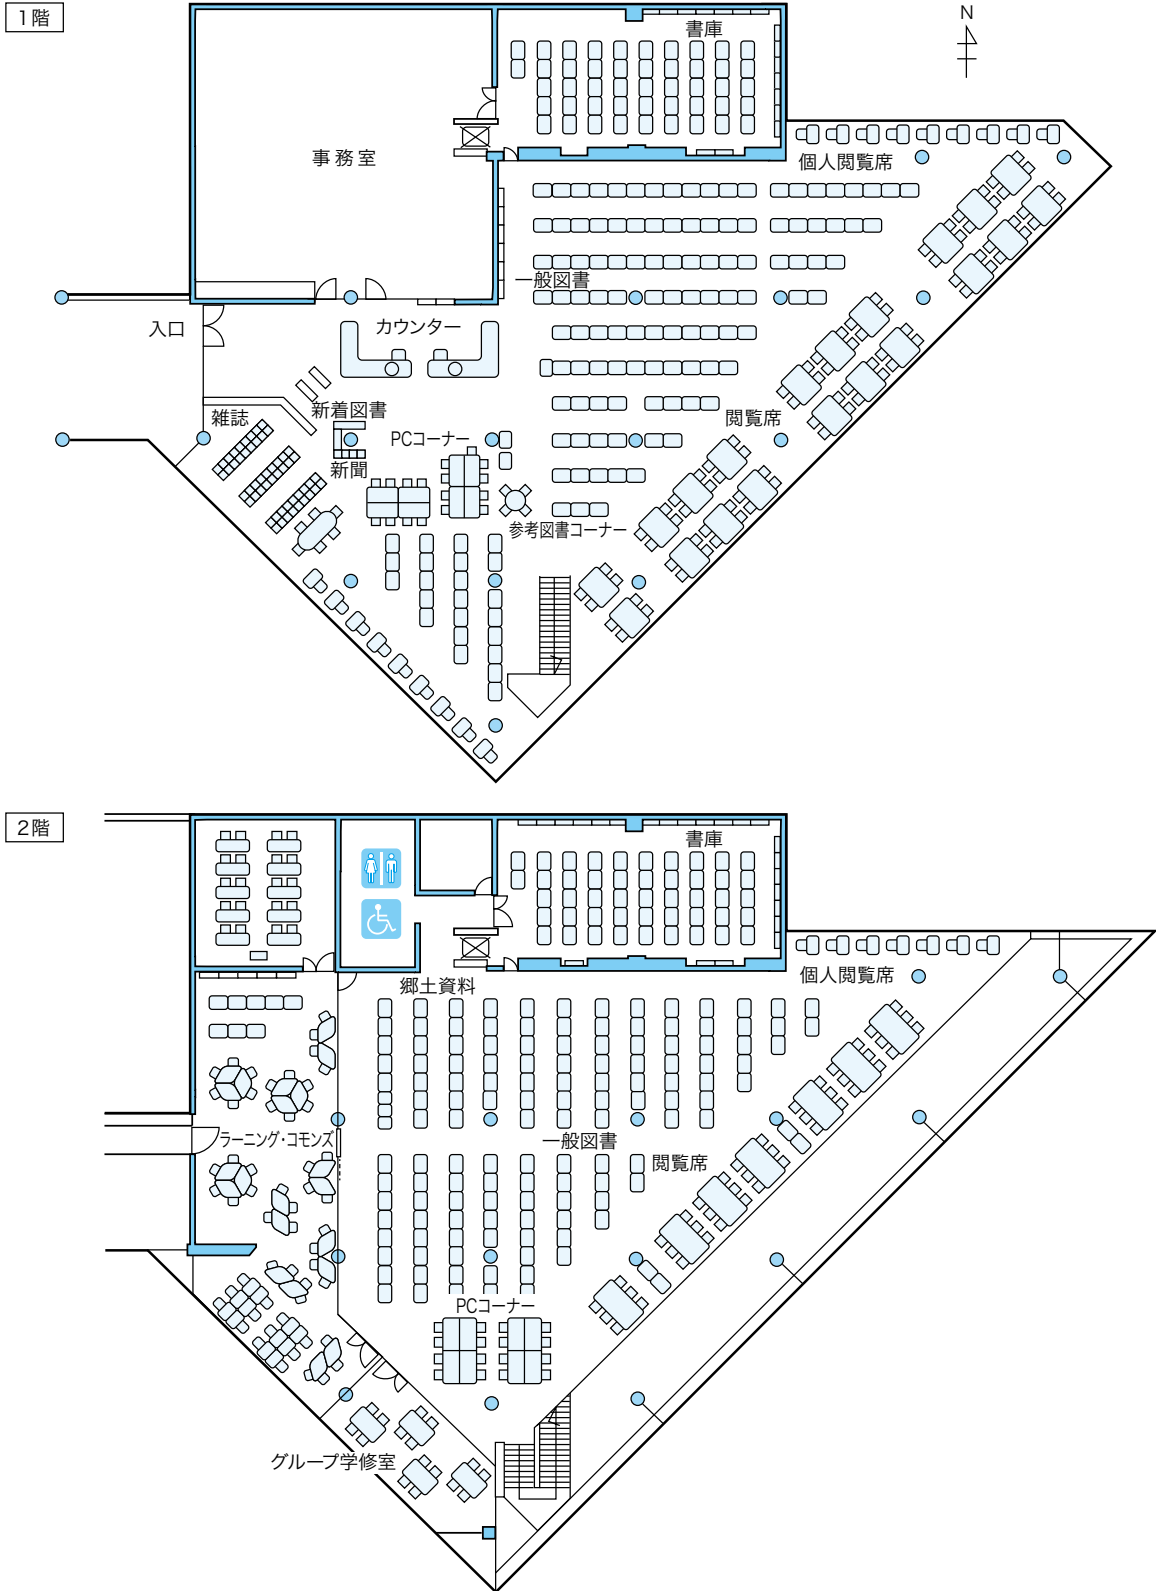 1階
N
書庫
事務室
個人閲覧席
一般図書
入口
カウンター
新着図書
雑誌
閲覧席
PCコーナー
新聞
参考図書コーナー
2階
書庫
個人閲覧席
郷土資料
ラーニング・コモンズ
一般図書
閲覧席
PCコーナー
グループ学修室